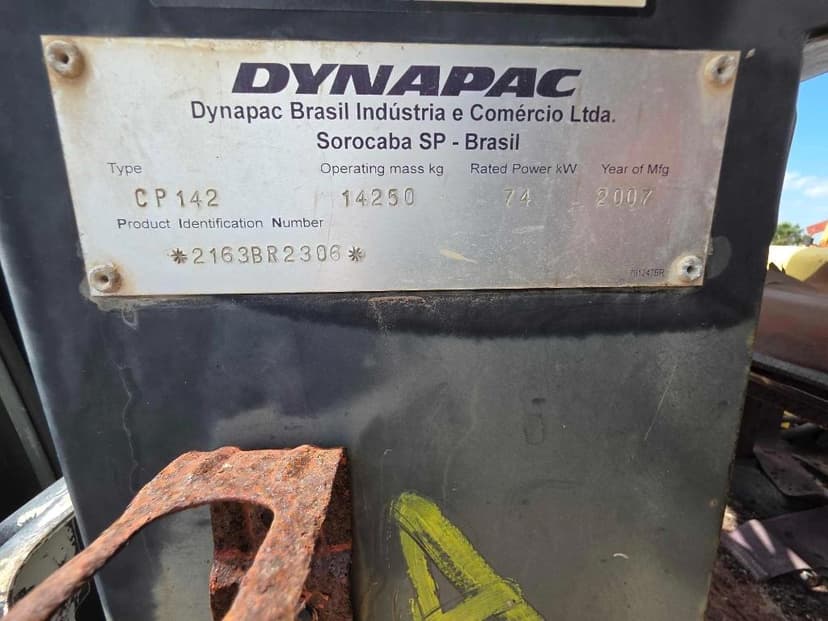 DYNAPAC
Dynapac Brasil Indústria e Comércio Ltda.
Sorocaba SP - Brasil
Type Operating mass kg Rated Power kW Year of Mfg
CP142 14250 74 2007
Product Identification Number
*2163BR2306*